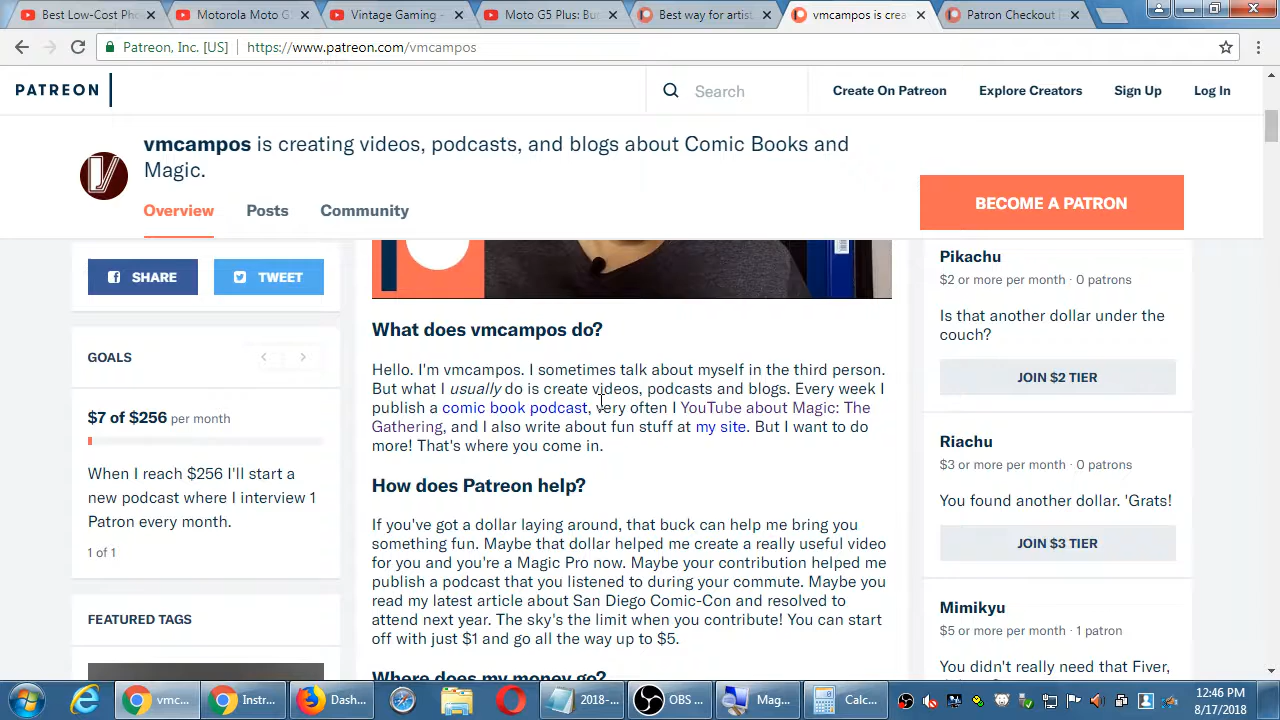 Best Low-Cost Ph
Motorola Moto G
Vintage Gaming -
Moto G5 Plus: Bu
Best way for artis
vmcampos is crea
Patron Checkout
Patreon, Inc. [US]
https://www.patreon.com/vmcampos
PATREON
Search
Create On Patreon
Explore Creators
Sign Up
Log In
vmcampos is creating videos, podcasts, and blogs about Comic Books and
Magic.
BECOME A PATRON
Overview
Posts
Community
SHARE
TWEET
GOALS
$7 of $256 per month
When I reach $256 I'll start a
new podcast where I interview 1
Patron every month.
1 of 1
FEATURED TAGS
What does vmcampos do?
Hello. I'm vmcampos. I sometimes talk about myself in the third person.
But what I usually do is create videos, podcasts and blogs. Every week I
publish a comic book podcast, very often I YouTube about Magic: The
Gathering, and I also write about fun stuff at my site. But I want to do
more! That's where you come in.
How does Patreon help?
If you've got a dollar laying around, that buck can help me bring you
something fun. Maybe that dollar helped me create a really useful video
for you and you're a Magic Pro now. Maybe your contribution helped me
publish a podcast that you listened to during your commute. Maybe you
read my latest article about San Diego Comic-Con and resolved to
attend next year. The sky's the limit when you contribute! You can start
off with just $1 and go all the way up to $5.
Where does my money go?
Pikachu
$2 or more per month · 0 patrons
Is that another dollar under the
couch?
JOIN $2 TIER
Riachu
$3 or more per month · 0 patrons
You found another dollar. 'Grats!
JOIN $3 TIER
Mimikyu
$5 or more per month · 1 patron
You didn't really need that Fiver,
vmc...
Instr...
Dash...
2018-...
OBS ...
Mag...
Calc...
12:46 PM
8/17/2018